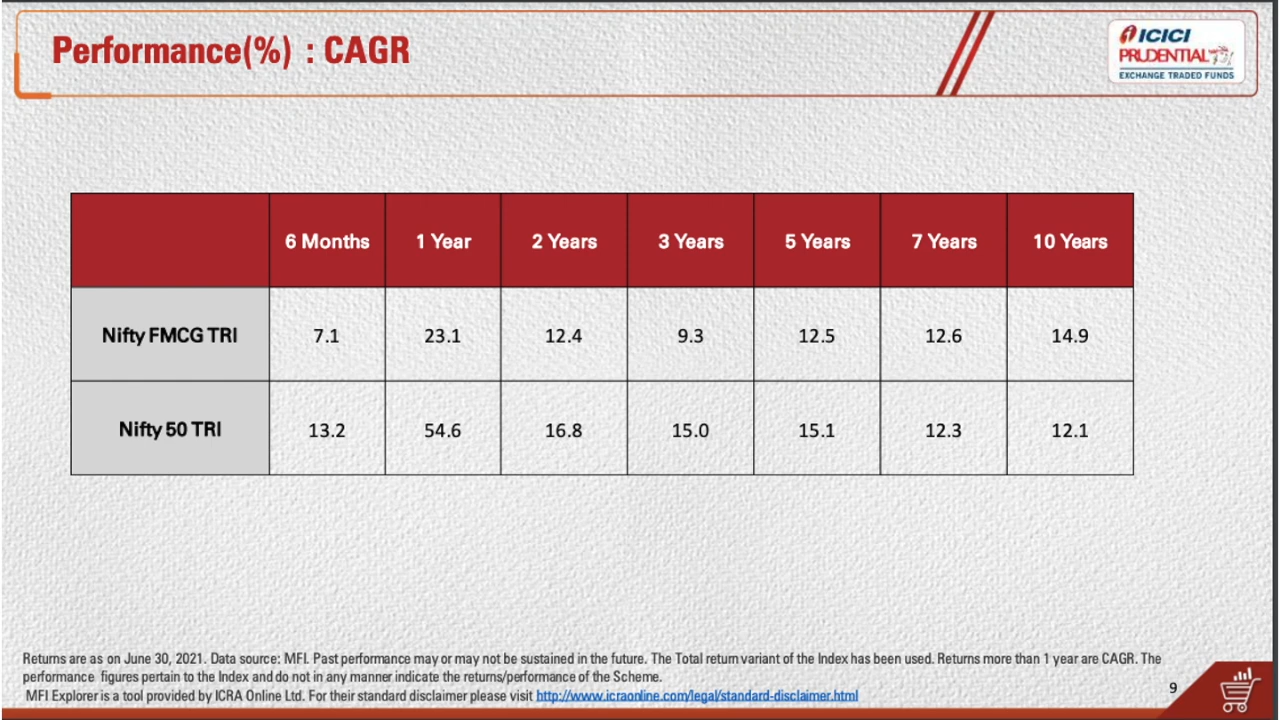 Performance(%) : CAGR
ICICI
PRUDENTIAL
EXCHANGE TRADED FUNDS
6 Months 1 Year 2 Years 3 Years 5 Years 7 Years 10 Years
Nifty FMCG TRI 7.1 23.1 12.4 9.3 12.5 12.6 14.9
Nifty 50 TRI 13.2 54.6 16.8 15.0 15.1 12.3 12.1
Returns are as on June 30, 2021. Data source: MFI. Past performance may or may not be sustained in the future. The Total return variant of the Index has been used. Returns more than 1 year are CAGR. The
performance figures pertain to the Index and do not in any manner indicate the returns/performance of the Scheme.
MFI Explorer is a tool provided by ICRA Online Ltd. For their standard disclaimer please visit http://www.icraonline.com/legal/standard-disclaimer.html
9